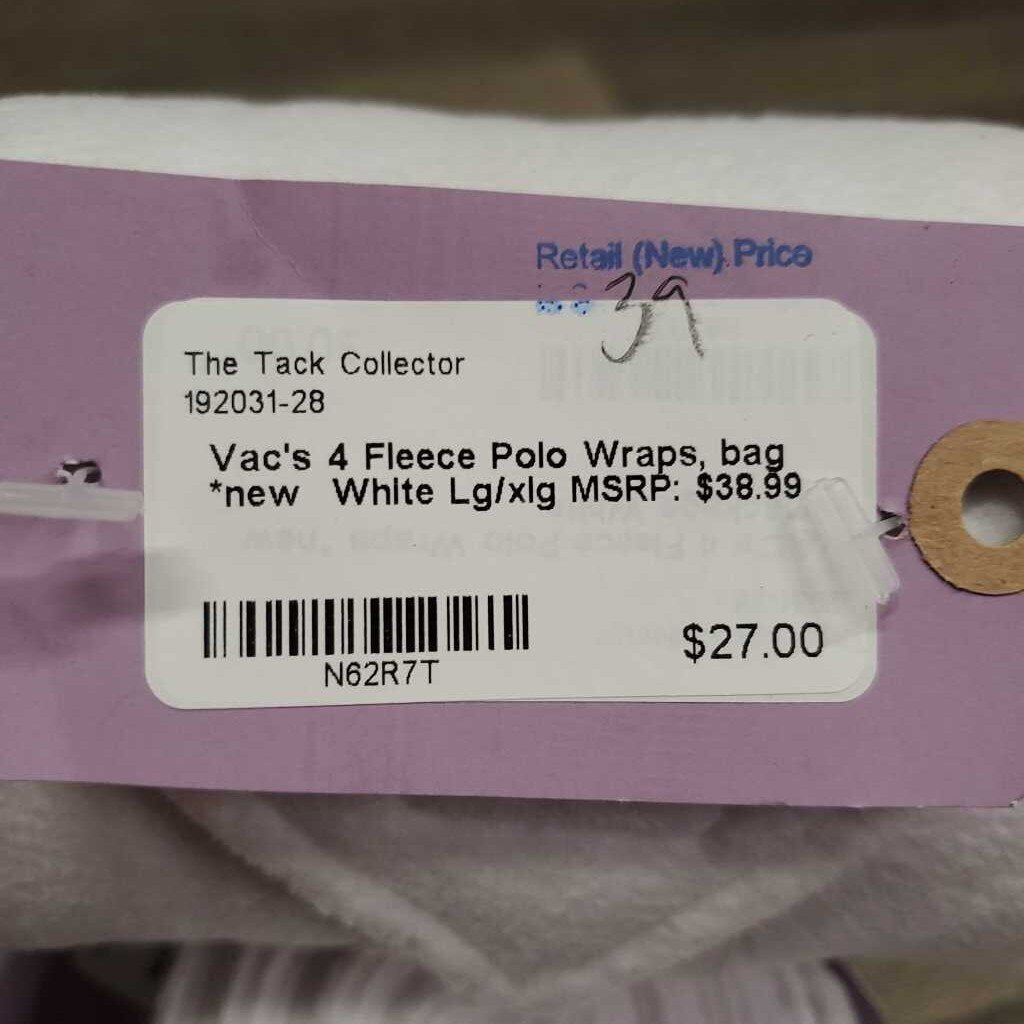 Retail (New) Price
39
The Tack Collector
192031-28
Vac's 4 Fleece Polo Wraps, bag
*new White Lg/xlg MSRP: $38.99
N62R7T
$27.00